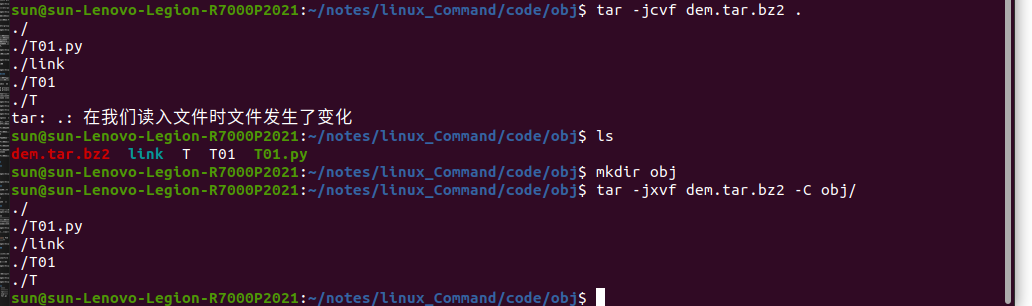 sun@sun-Lenovo-Legion-R7000P2021:~/notes/linux_Command/code/obj$ tar -jcvf dem.tar.bz2 .
./
./T01.py
./link
./T01
./T
tar: .: 在我们读入文件时文件发生了变化
sun@sun-Lenovo-Legion-R7000P2021:~/notes/linux_Command/code/obj$ ls
dem.tar.bz2  link  T  T01  T01.py
sun@sun-Lenovo-Legion-R7000P2021:~/notes/linux_Command/code/obj$ mkdir obj
sun@sun-Lenovo-Legion-R7000P2021:~/notes/linux_Command/code/obj$ tar -jxvf dem.tar.bz2 -C obj/
./
./T01.py
./link
./T01
./T
sun@sun-Lenovo-Legion-R7000P2021:~/notes/linux_Command/code/obj$